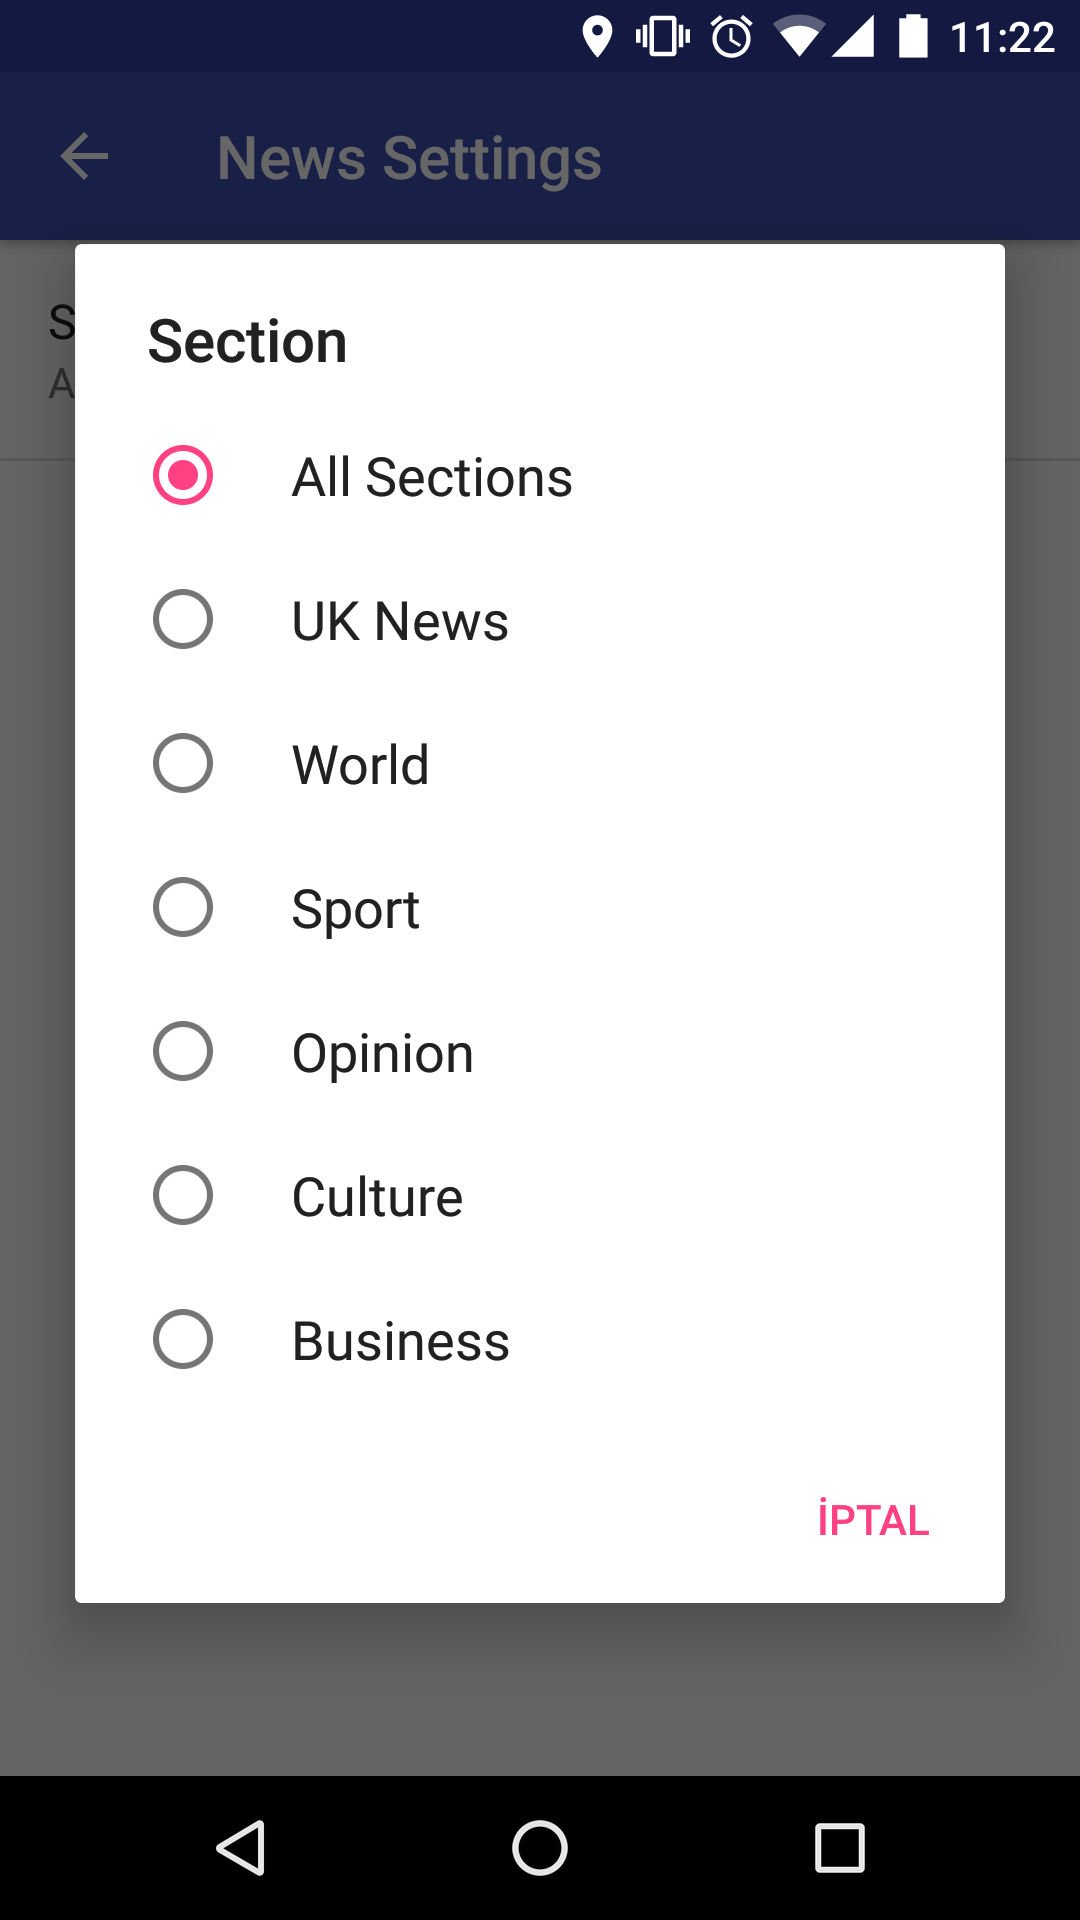 11:22
News Settings
S
A
Section
All Sections
UK News
World
Sport
Opinion
Culture
Business
İPTAL